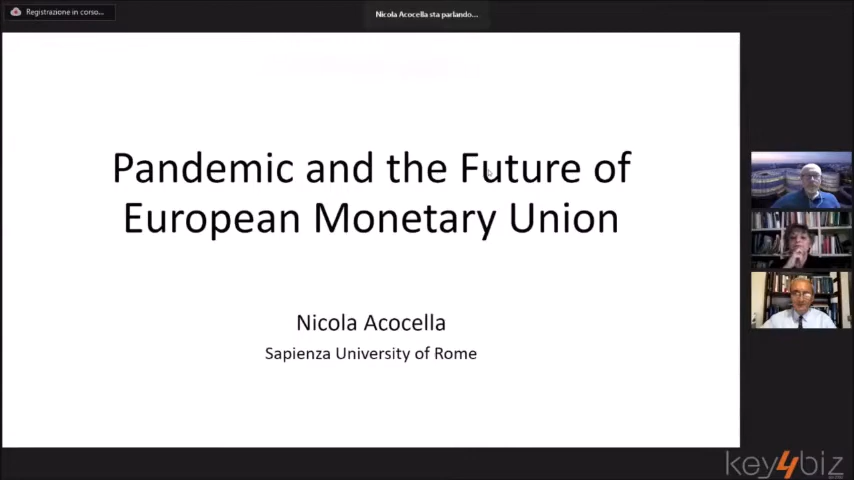 Registrazione in corso...
Nicola Acocella sta parlando...
Pandemic and the Future of
European Monetary Union
Nicola Acocella
Sapienza University of Rome
key4biz